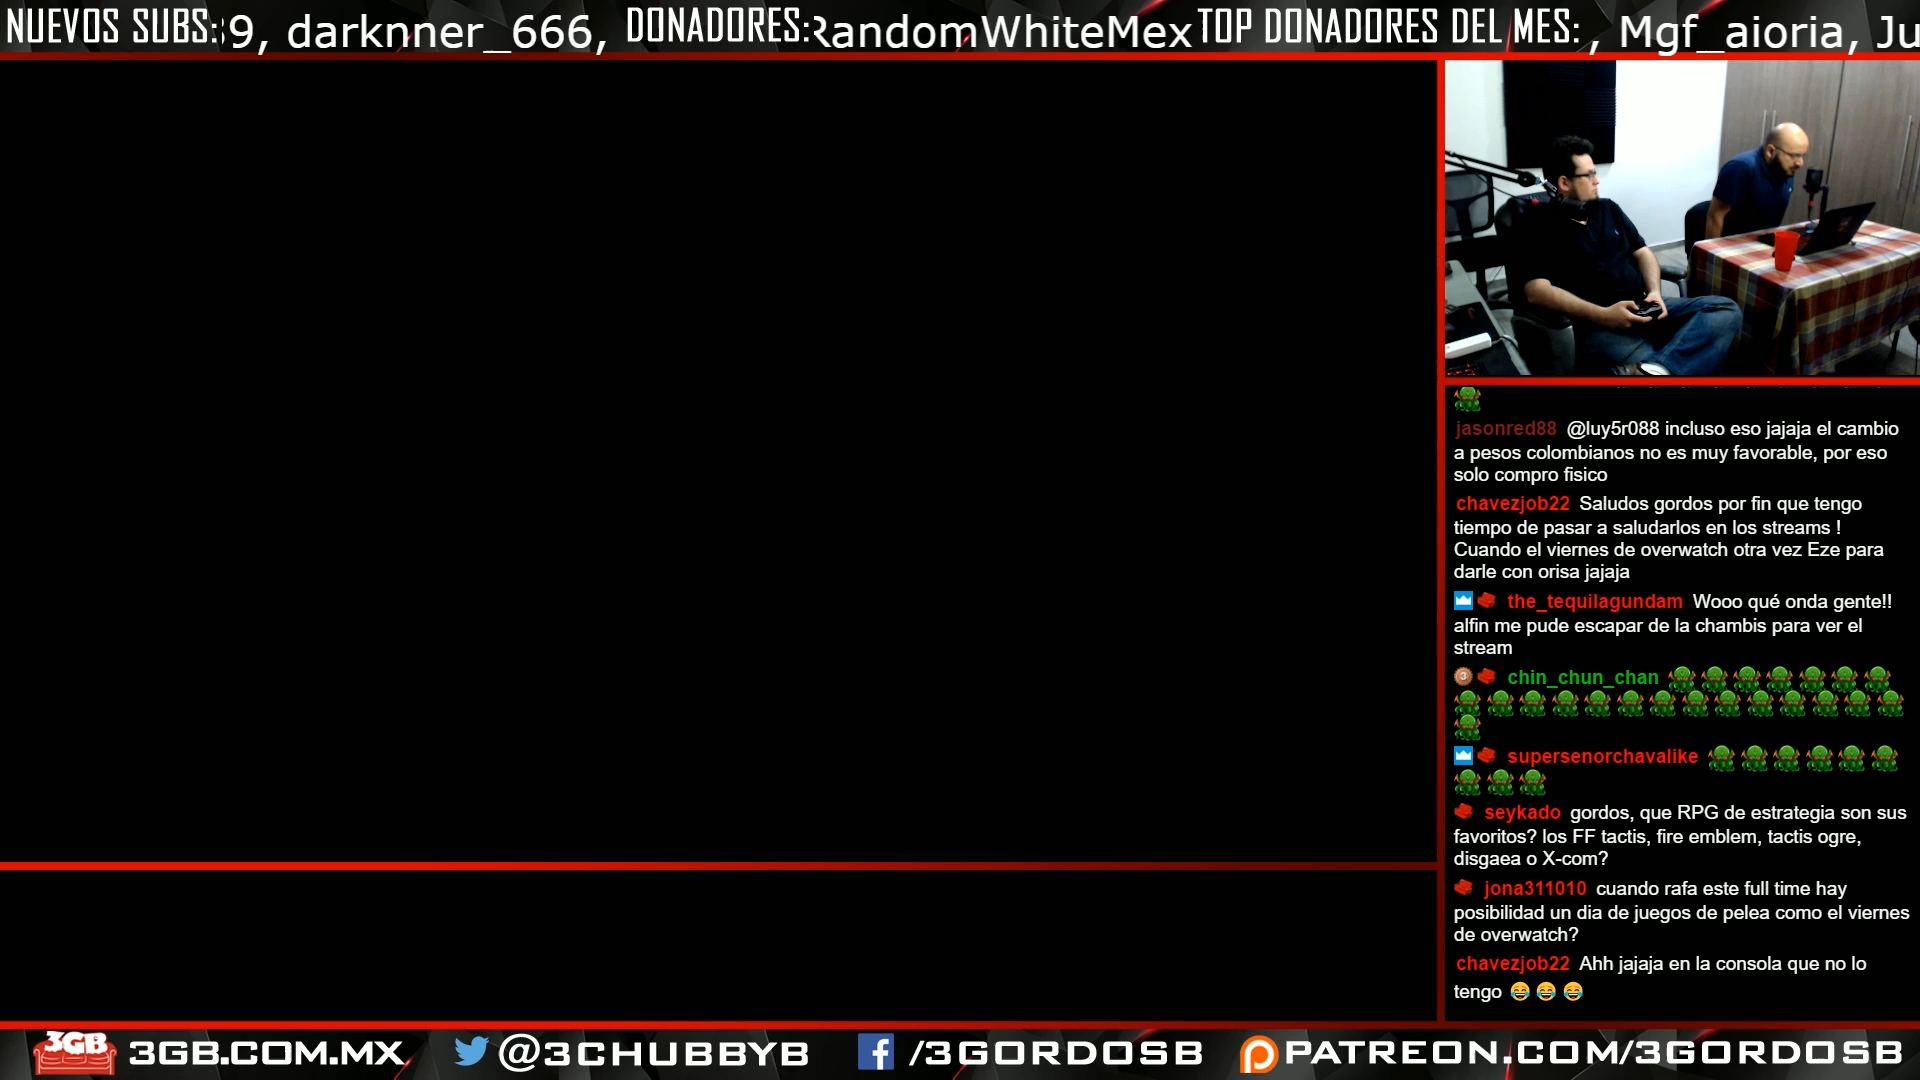 NUEVOS SUBS: 39, darknner_666, DONADORES: RandomWhiteMex TOP DONADORES DEL MES: , Mgf_aioria, Ju
jasonred88 @luy5r088 incluso eso jajaja el cambio
a pesos colombianos no es muy favorable, por eso
solo compro fisico
chavezjob22 Saludos gordos por fin que tengo
tiempo de pasar a saludarlos en los streams !
Cuando el viernes de overwatch otra vez Eze para
darle con orisa jajaja
the_tequilagundam Wooo qué onda gente!!
alfin me pude escapar de la chambis para ver el
stream
chin_chun_chan
supersenorchavalike
seykado gordos, que RPG de estrategia son sus
favoritos? los FF tactis, fire emblem, tactis ogre,
disgaea o X-com?
jona311010 cuando rafa este full time hay
posibilidad un dia de juegos de pelea como el viernes
de overwatch?
chavezjob22 Ahh jajaja en la consola que no lo
tengo 😂 😂 😂
3GB 3GB.COM.MX @3CHUBBYB /3GORDOSB PATREON.COM/3GORDOSB